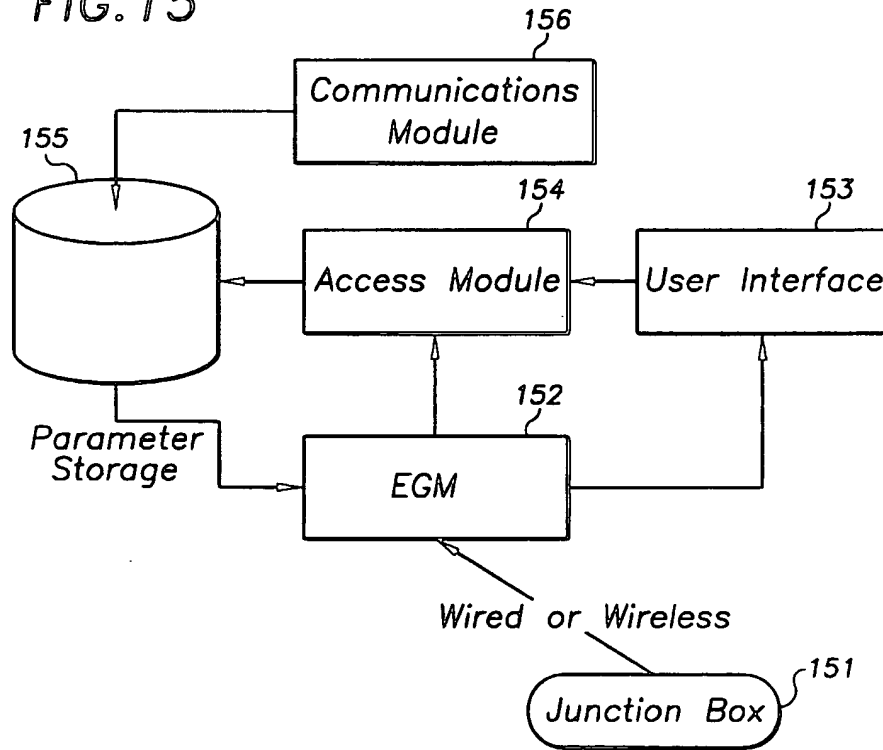 FIG. 15
156
Communications
Module
155
154
153
Access Module
User Interface
152
Parameter
Storage
EGM
Wired or Wireless
151
Junction Box